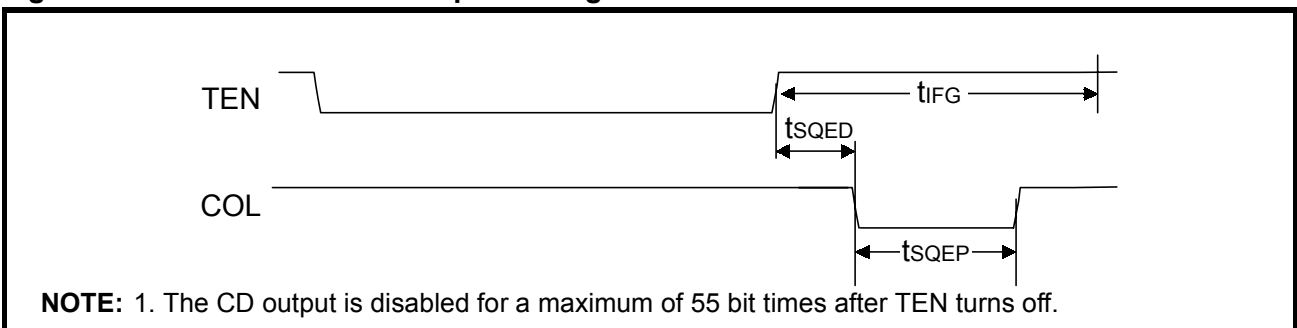 TEN
tIFG
tSQED
COL
tSQEP
NOTE: 1. The CD output is disabled for a maximum of 55 bit times after TEN turns off.